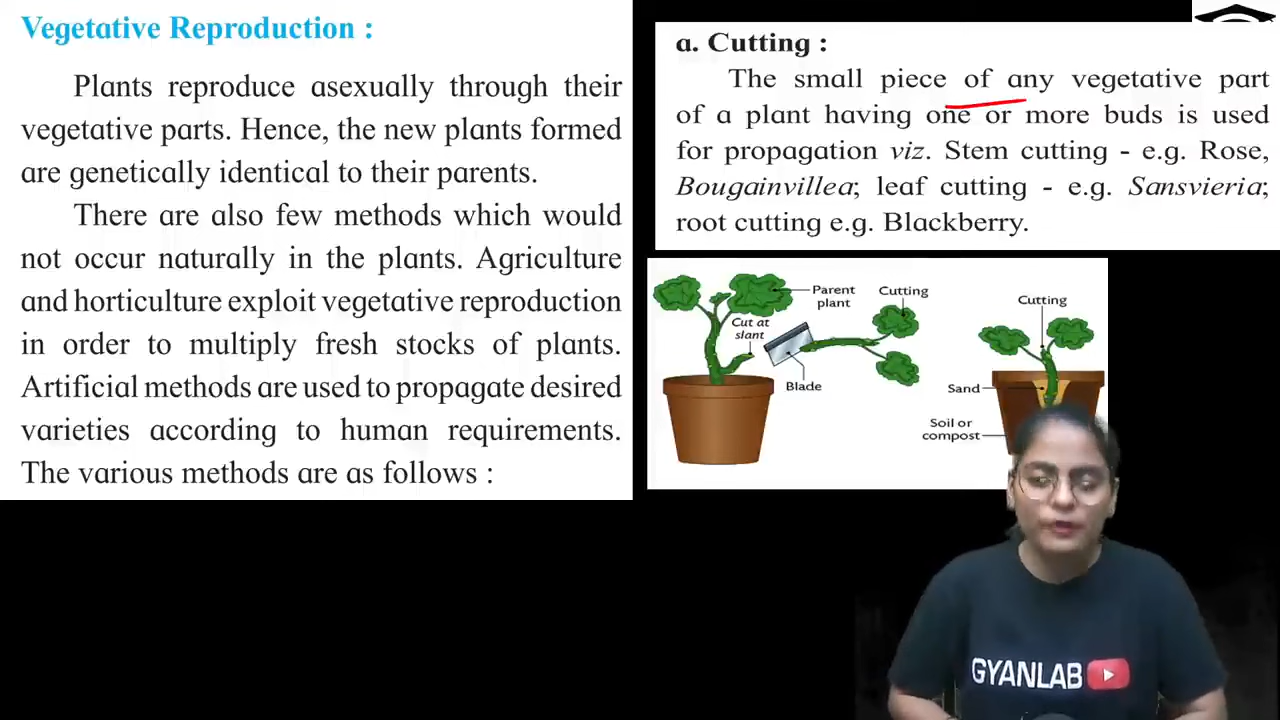 Vegetative Reproduction :
Plants reproduce asexually through their
vegetative parts. Hence, the new plants formed
are genetically identical to their parents.
There are also few methods which would
not occur naturally in the plants. Agriculture
and horticulture exploit vegetative reproduction
in order to multiply fresh stocks of plants.
Artificial methods are used to propagate desired
varieties according to human requirements.
The various methods are as follows :
a. Cutting :
The small piece of any vegetative part
of a plant having one or more buds is used
for propagation viz. Stem cutting - e.g. Rose,
Bougainvillea; leaf cutting - e.g. Sansvieria;
root cutting e.g. Blackberry.
Parent
plant
Cutting
Cut at
slant
Blade
Cutting
Sand
Soil or
compost
GYANLAB